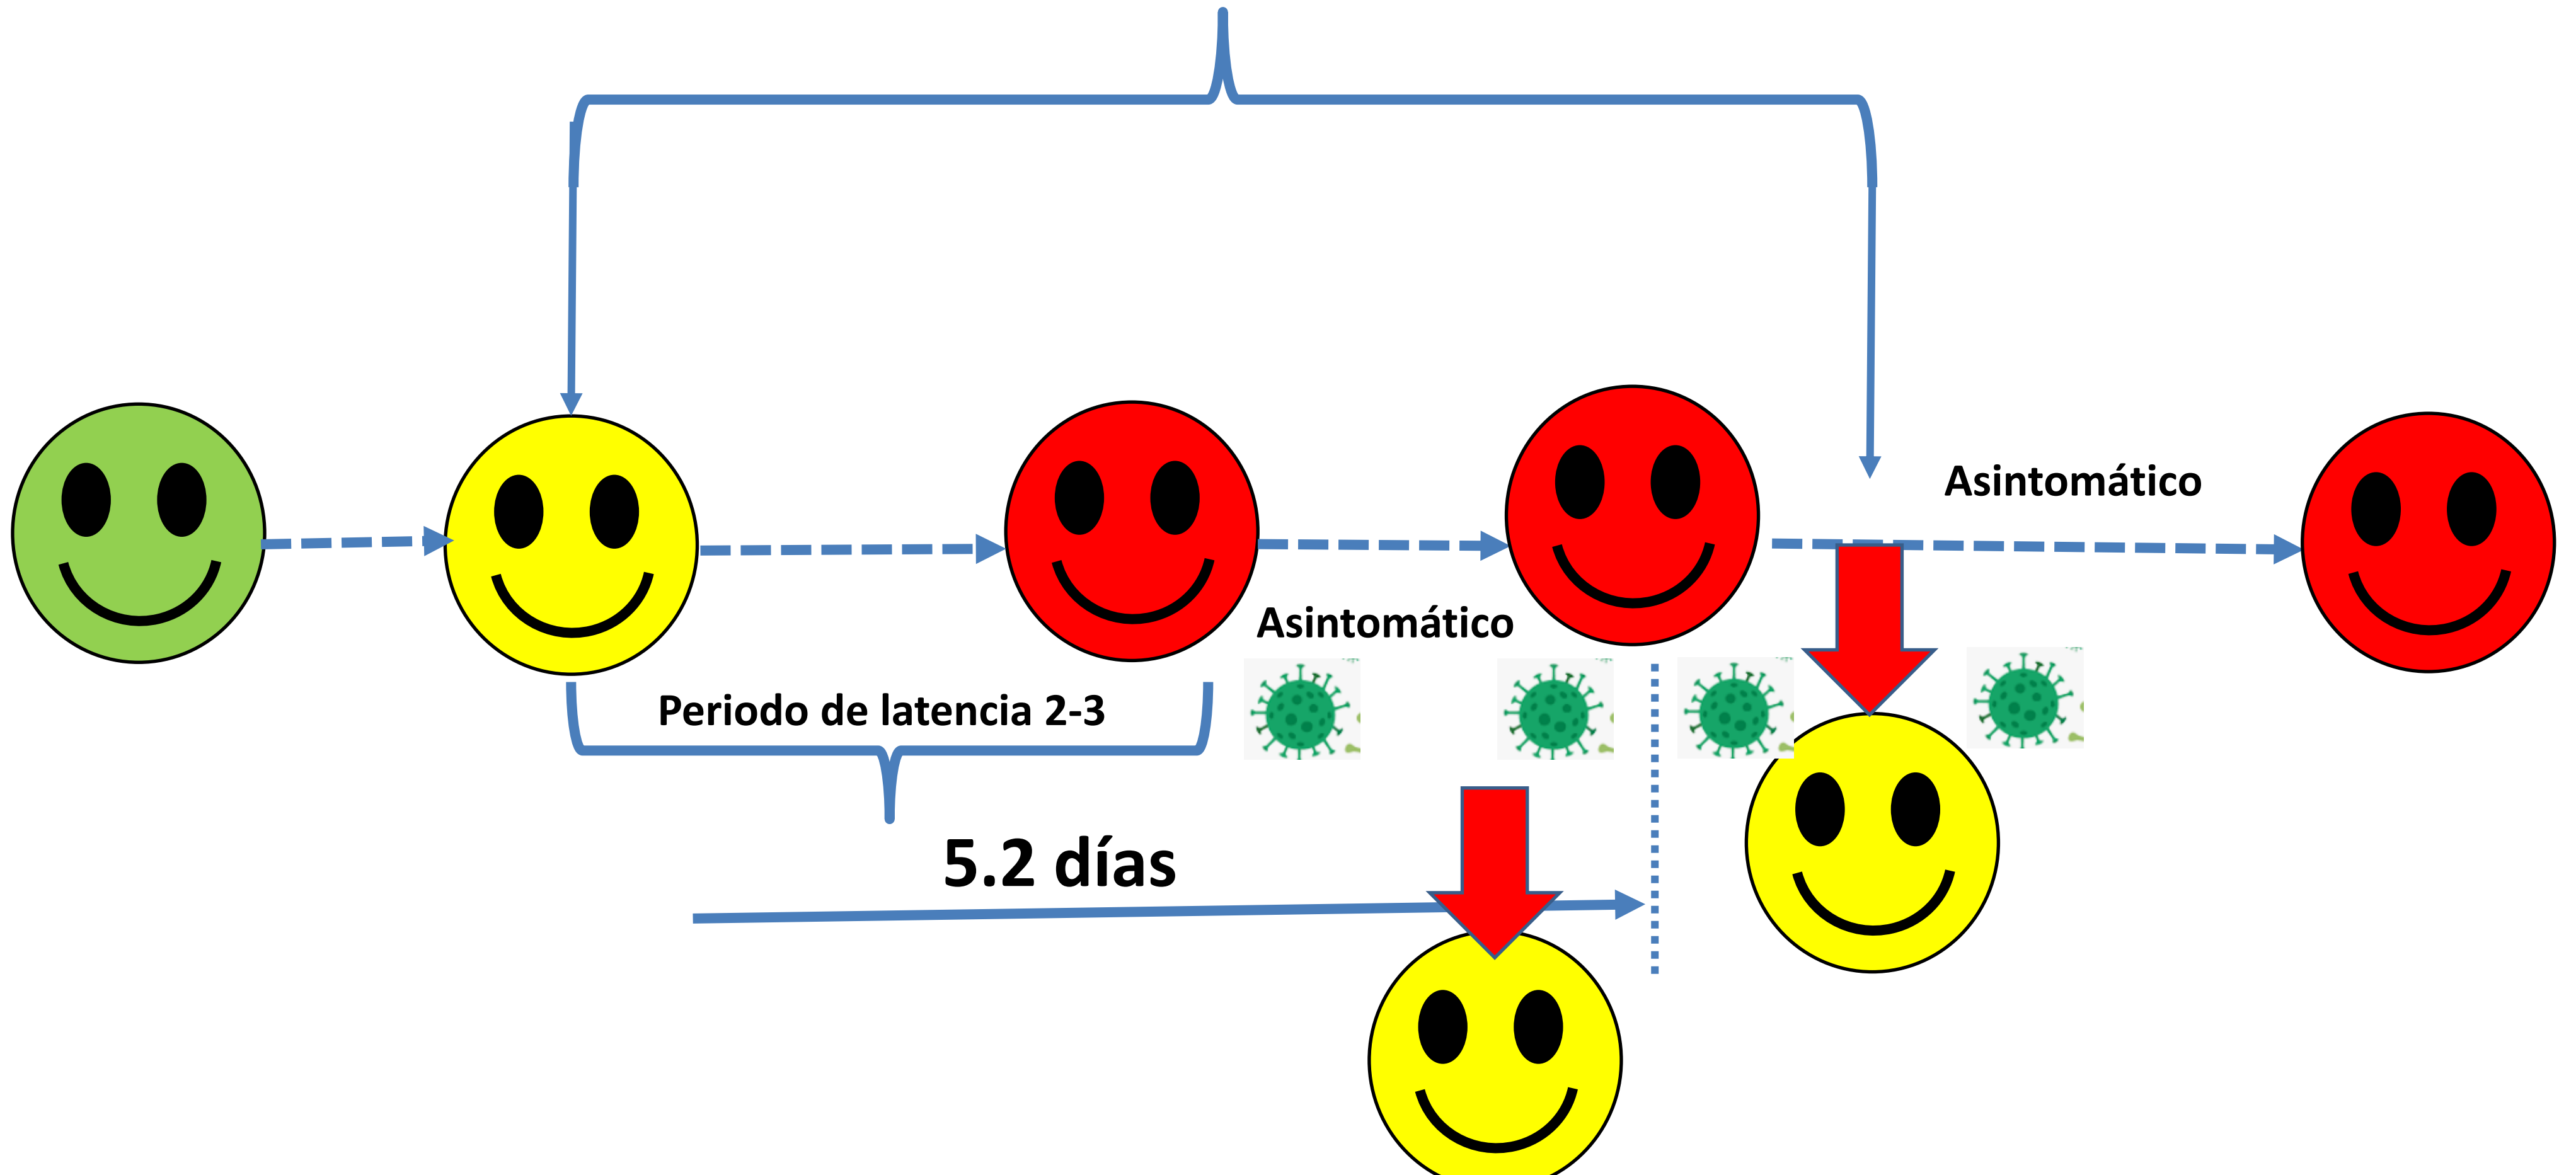 Asintomático
Asintomático
Periodo de latencia 2-3
5.2 días